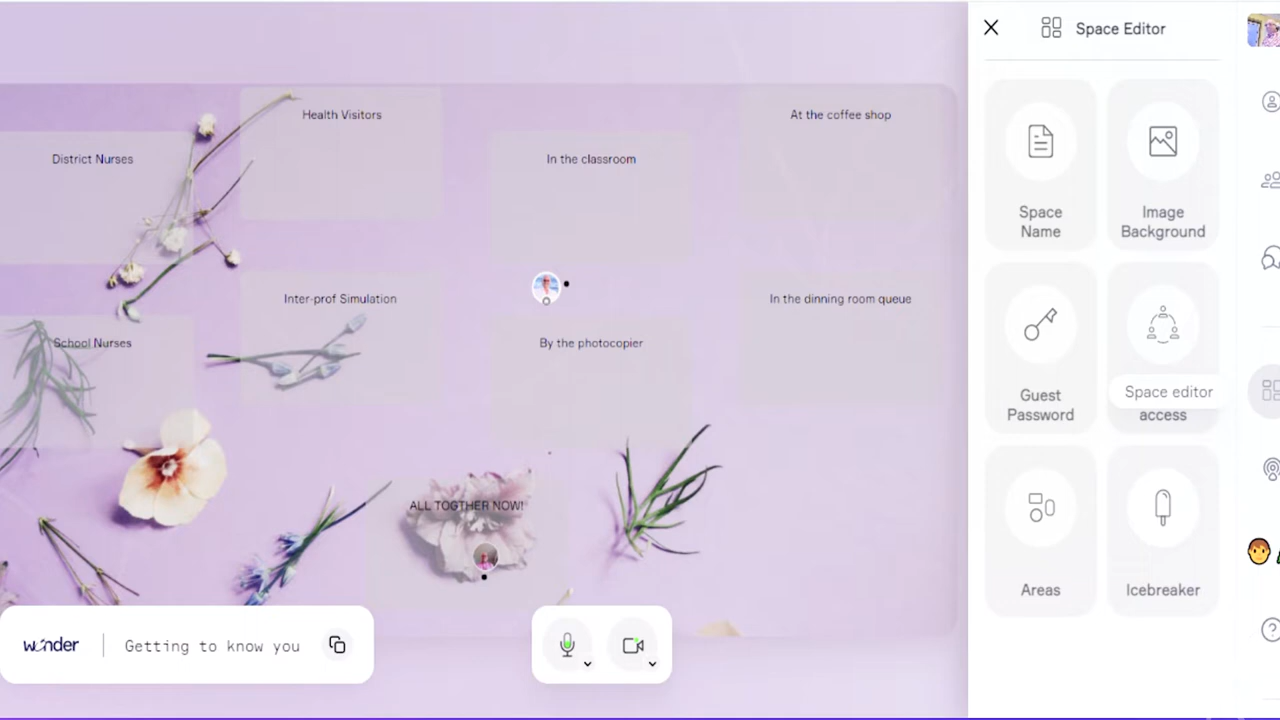 Space Editor
Health Visitors
At the coffee shop
District Nurses
In the classroom
Inter-prof Simulation
In the dinning room queue
School Nurses
By the photocopier
ALL TOGTHER NOW!
Space
Name
Image
Background
Guest
Password
Space editor
access
Areas
Icebreaker
wonder
Getting to know you